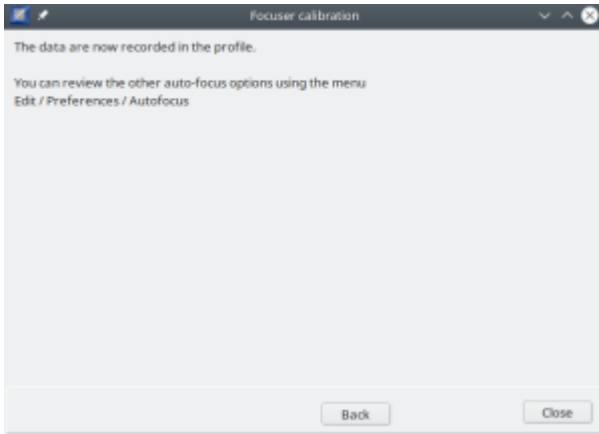 Focuser calibration
The data are now recorded in the profile.
You can review the other auto-focus options using the menu
Edit / Preferences / Autofocus
Back
Close